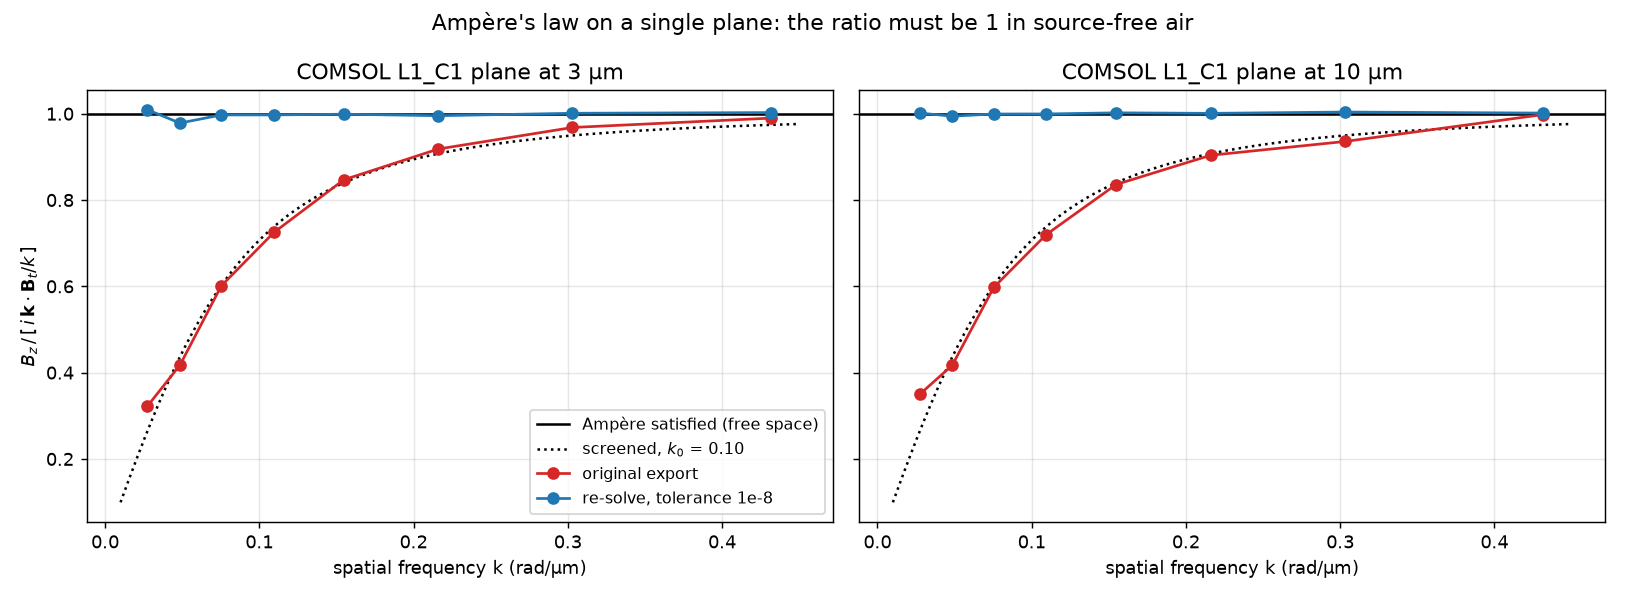 Ampère's law on a single plane: the ratio must be 1 in source-free air
COMSOL L1_C1 plane at 3 µm
COMSOL L1_C1 plane at 10 µm
B_z / [ i k · B_t/k ]
1.0
0.8
0.6
0.4
0.2
Ampère satisfied (free space)
screened, k₀ = 0.10
original export
re-solve, tolerance 1e-8
0.0 0.1 0.2 0.3 0.4
0.0 0.1 0.2 0.3 0.4
spatial frequency k (rad/µm)
spatial frequency k (rad/µm)